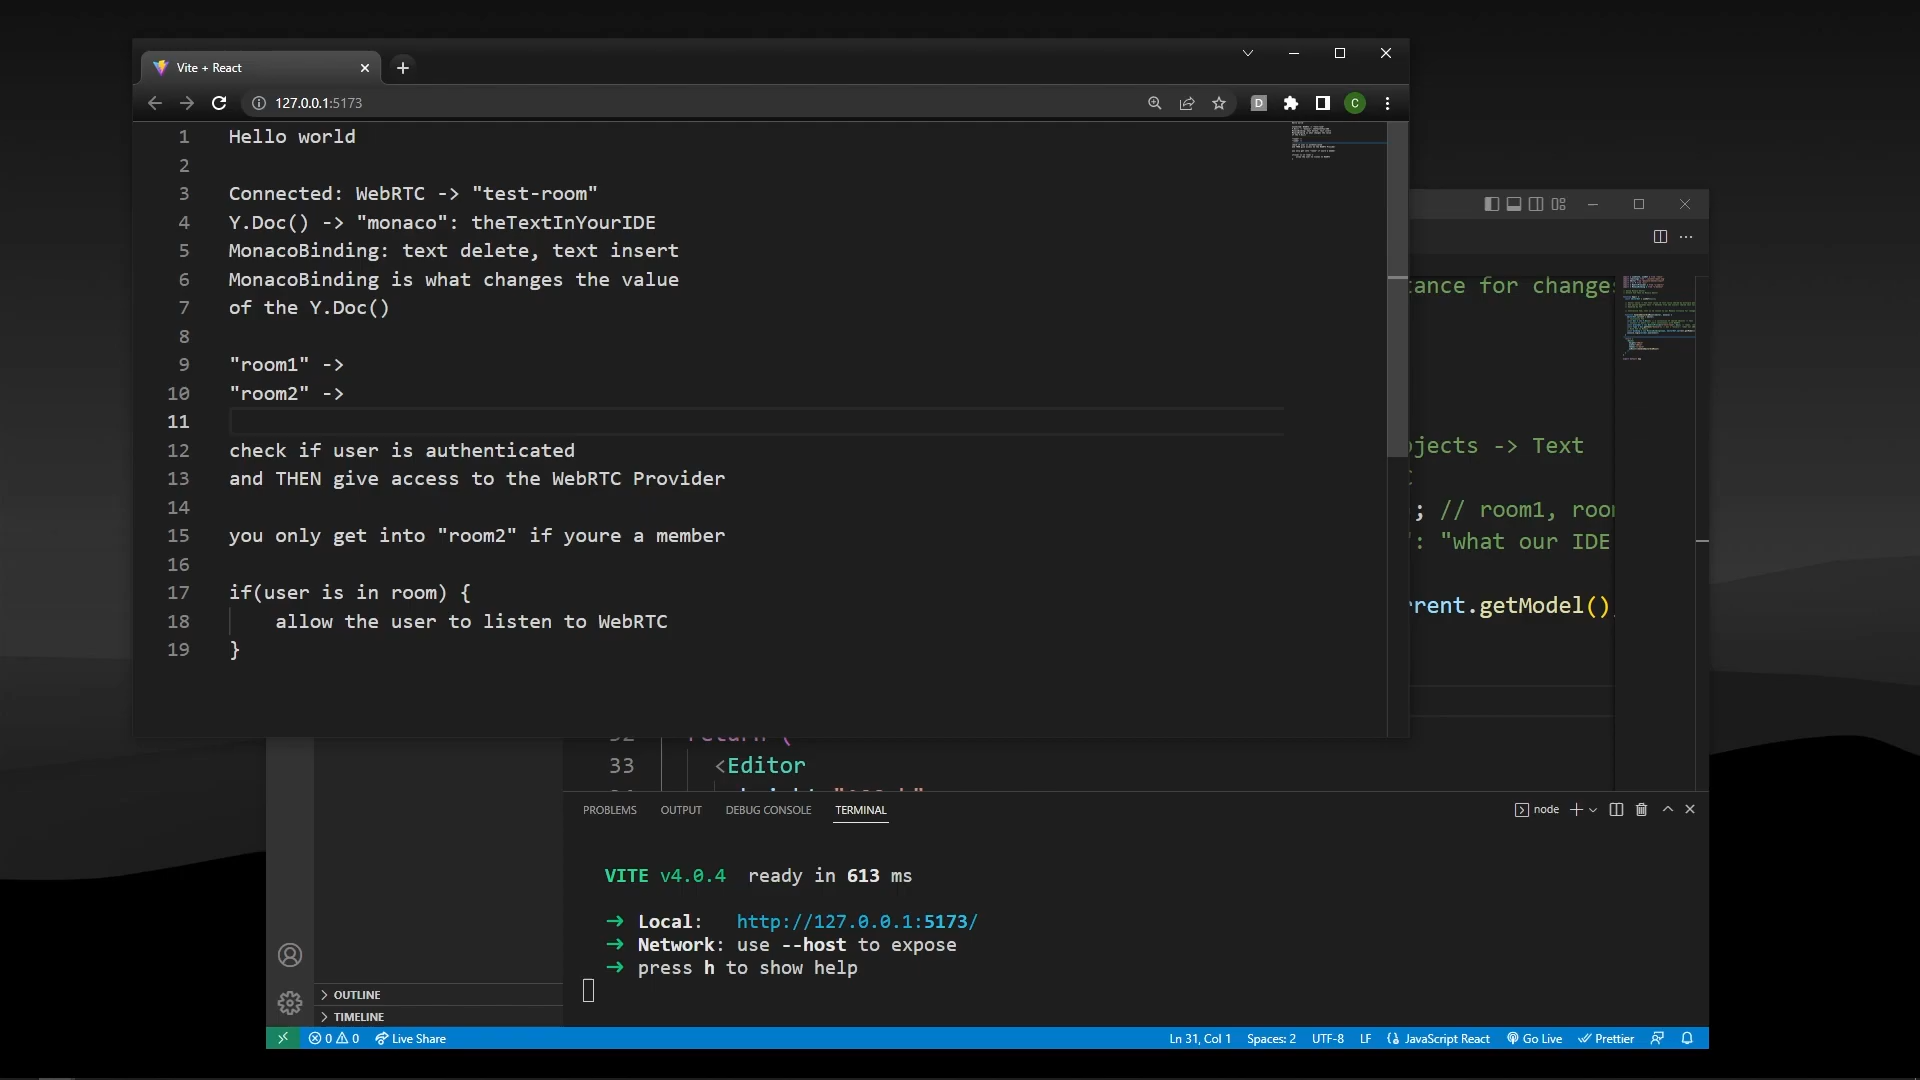 Vite + React
127.0.0.1:5173
D
C
1 Hello world
2
3 Connected: WebRTC -> "test-room"
4 Y.Doc() -> "monaco": theTextInYourIDE
5 MonacoBinding: text delete, text insert
6 MonacoBinding is what changes the value
7 of the Y.Doc()
8
9 "room1" ->
10 "room2" ->
11
12 check if user is authenticated
13 and THEN give access to the WebRTC Provider
14
15 you only get into "room2" if youre a member
16
17 if(user is in room) {
18 allow the user to listen to WebRTC
19 }
tance for changes
jects -> Text
; // room1, room
": "what our IDE
rrent.getModel()
return (
33 <Editor
PROBLEMS OUTPUT DEBUG CONSOLE TERMINAL
node
VITE v4.0.4 ready in 613 ms
➜ Local: http://127.0.0.1:5173/
➜ Network: use --host to expose
➜ press h to show help
> OUTLINE
> TIMELINE
0 0 Live Share
Ln 31, Col 1 Spaces: 2 UTF-8 LF JavaScript React Go Live Prettier